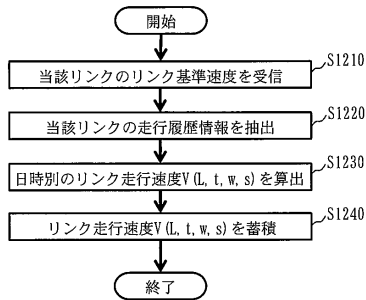 開始
S1210
当該リンクのリンク基準速度を受信
S1220
当該リンクの走行履歴情報を抽出
S1230
日時別のリンク走行速度V(L,t,w,s)を算出
S1240
リンク走行速度V(L,t,w,s)を蓄積
終了